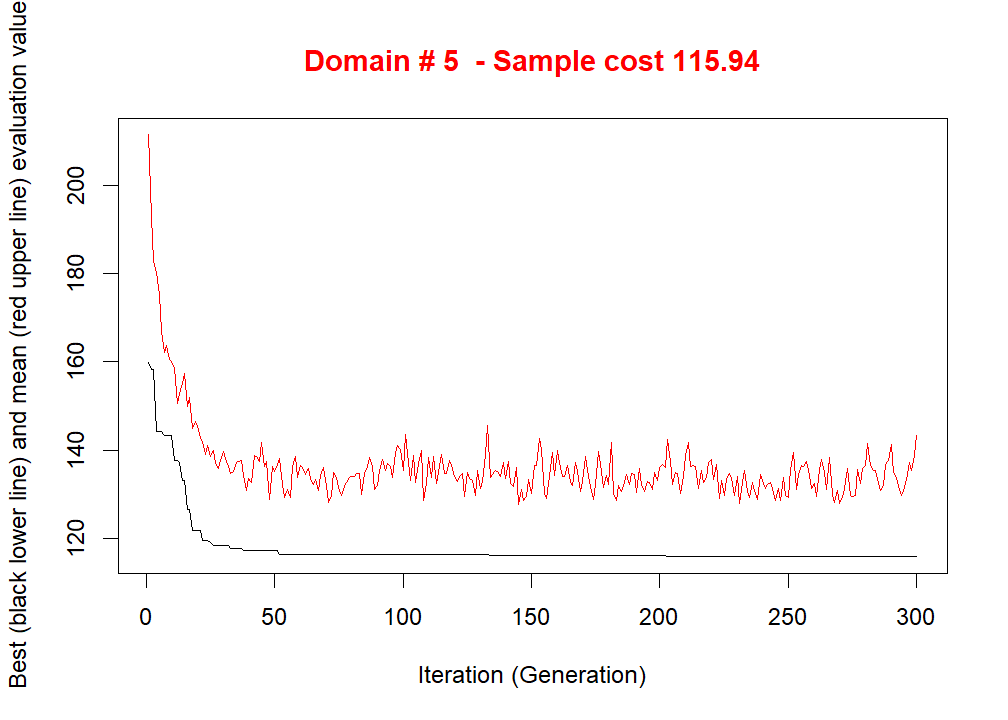 Domain # 5  - Sample cost 115.94
Best (black lower line) and mean (red upper line) evaluation value
200
180
160
140
120
0 50 100 150 200 250 300
Iteration (Generation)